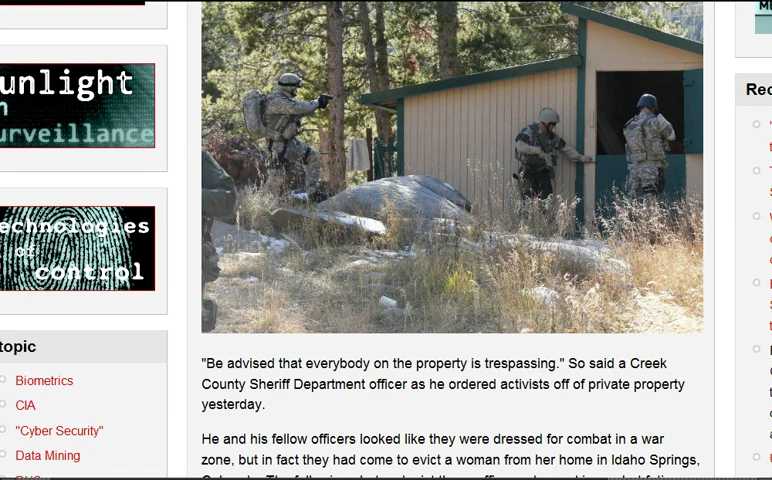 unlight
n
urveillance
echnologies
of
control
topic
Biometrics
CIA
"Cyber Security"
Data Mining
"Be advised that everybody on the property is trespassing." So said a Creek
County Sheriff Department officer as he ordered activists off of private property
yesterday.
He and his fellow officers looked like they were dressed for combat in a war
zone, but in fact they had come to evict a woman from her home in Idaho Springs,
Rec